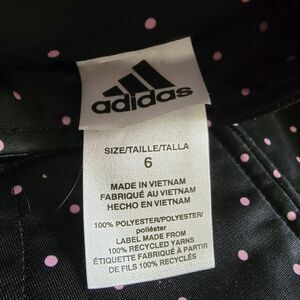 adidas
SIZE/TAILLE/TALLA
6
MADE IN VIETNAM
FABRIQUÉ AU VIETNAM
HECHO EN VIETNAM
100% POLYESTER/POLYESTER/
poliéster
LABEL MADE FROM
100% RECYCLED YARNS
ÉTIQUETTE FABRIQUÉ À PARTIR
DE FILS 100% RECYCLÉS